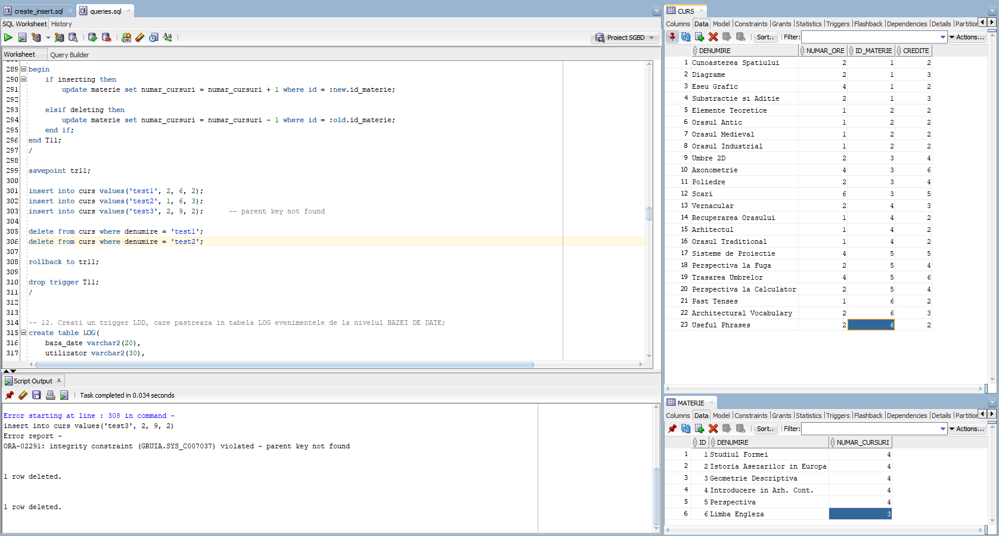 create_insert.sql
queries.sql
SQL Worksheet History
Proiect SGBD
Worksheet Query Builder
289 begin
290 if inserting then
291 update materie set numar_cursuri = numar_cursuri + 1 where id = :new.id_materie;
292
293 elsif deleting then
294 update materie set numar_cursuri = numar_cursuri - 1 where id = :old.id_materie;
295 end if;
296 end T11;
297 /
298
299 savepoint tr11;
300
301 insert into curs values('test1', 2, 6, 2);
302 insert into curs values('test2', 1, 6, 3);
303 insert into curs values('test3', 2, 9, 2); -- parent key not found
304
305 delete from curs where denumire = 'test1';
306 delete from curs where denumire = 'test2';
307
308 rollback to tr11;
309
310 drop trigger T11;
311 /
312
313
314 -- 12. Creati un trigger LDD, care pastreaza in tabela LOG evenimentele de la nivelul BAZEI DE DATE;
315 create table LOG(
316 baza_date varchar2(20),
317 utilizator varchar2(30),
Script Output
Task completed in 0.034 seconds
Error starting at line : 308 in command -
insert into curs values('test3', 2, 9, 2)
Error report -
ORA-02291: integrity constraint (GRUIA.SYS_C007037) violated - parent key not found
1 row deleted.
1 row deleted.
CURS
Columns Data Model Constraints Grants Statistics Triggers Flashback Dependencies Details Partition
Sort.. Filter: Actions...
DENUMIRE NUMAR_ORE ID_MATERIE CREDITE
1 Cunoasterea Spatiului 2 1 2
2 Diagrame 2 1 3
3 Eseu Grafic 4 1 2
4 Substractie si Aditie 2 1 3
5 Elemente Teoretice 1 2 2
6 Orasul Antic 1 2 2
7 Orasul Medieval 1 2 2
8 Orasul Industrial 1 2 2
9 Umbre 2D 2 3 4
10 Axonometrie 4 3 6
11 Poliedre 2 3 4
12 Scari 6 3 5
13 Vernacular 2 4 3
14 Recuperarea Orasului 1 4 2
15 Arhitectul 1 4 2
16 Orasul Traditional 1 4 2
17 Sisteme de Proiectie 4 5 5
18 Perspectiva la Fuga 2 5 4
19 Trasarea Umbrelor 4 5 6
20 Perspectiva la Calculator 2 5 4
21 Past Tenses 1 6 2
22 Architectural Vocabulary 2 6 3
23 Useful Phrases 2 6 2
MATERIE
Columns Data Model Constraints Grants Statistics Triggers Flashback Dependencies Details Partition
Sort.. Filter: Actions...
ID DENUMIRE NUMAR_CURSURI
1 1 Studiul Formei 4
2 2 Istoria Asezarilor in Europa 4
3 3 Geometrie Descriptiva 4
4 4 Introducere in Arh. Cont. 4
5 5 Perspectiva 4
6 6 Limba Engleza 3